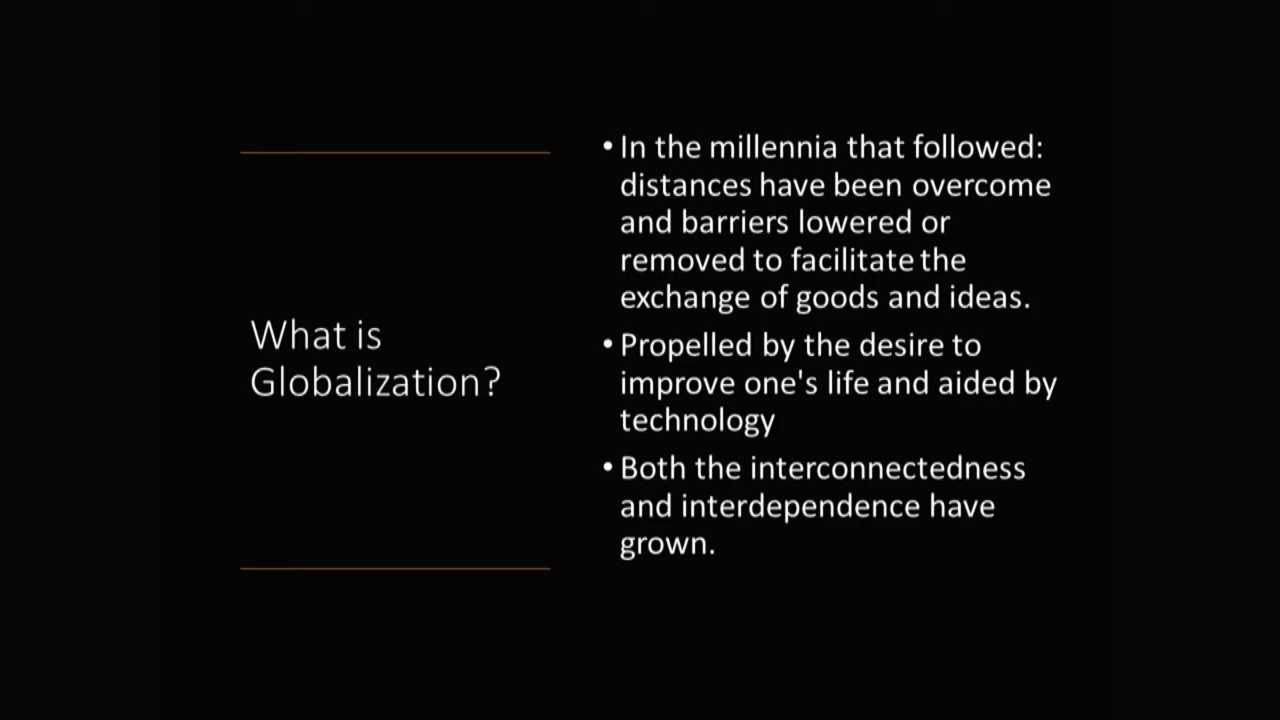 What is
Globalization?
• In the millennia that followed:
distances have been overcome
and barriers lowered or
removed to facilitate the
exchange of goods and ideas.
• Propelled by the desire to
improve one's life and aided by
technology
• Both the interconnectedness
and interdependence have
grown.